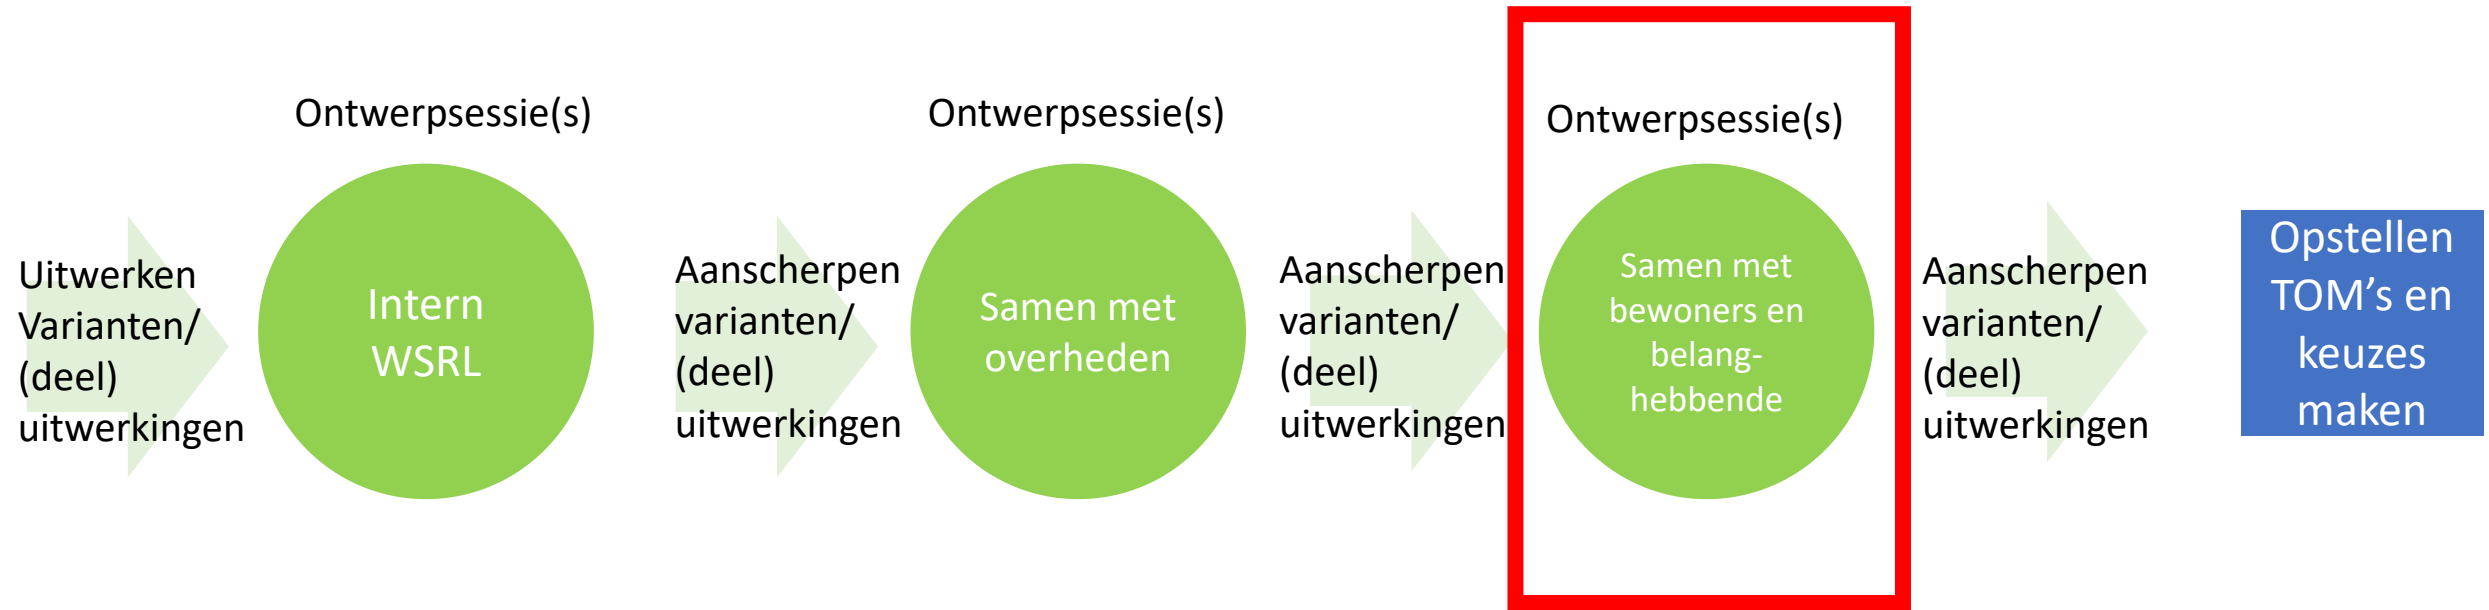 Uitwerken
Varianten/
(deel)
uitwerkingen
Ontwerpsessie(s)
Intern
WSRL
Aanscherpen
varianten/
(deel)
uitwerkingen
Ontwerpsessie(s)
Samen met
overheden
Aanscherpen
varianten/
(deel)
uitwerkingen
Ontwerpsessie(s)
Samen met
bewoners en
belang-
hebbende
Aanscherpen
varianten/
(deel)
uitwerkingen
Opstellen
TOM’s en
keuzes
maken